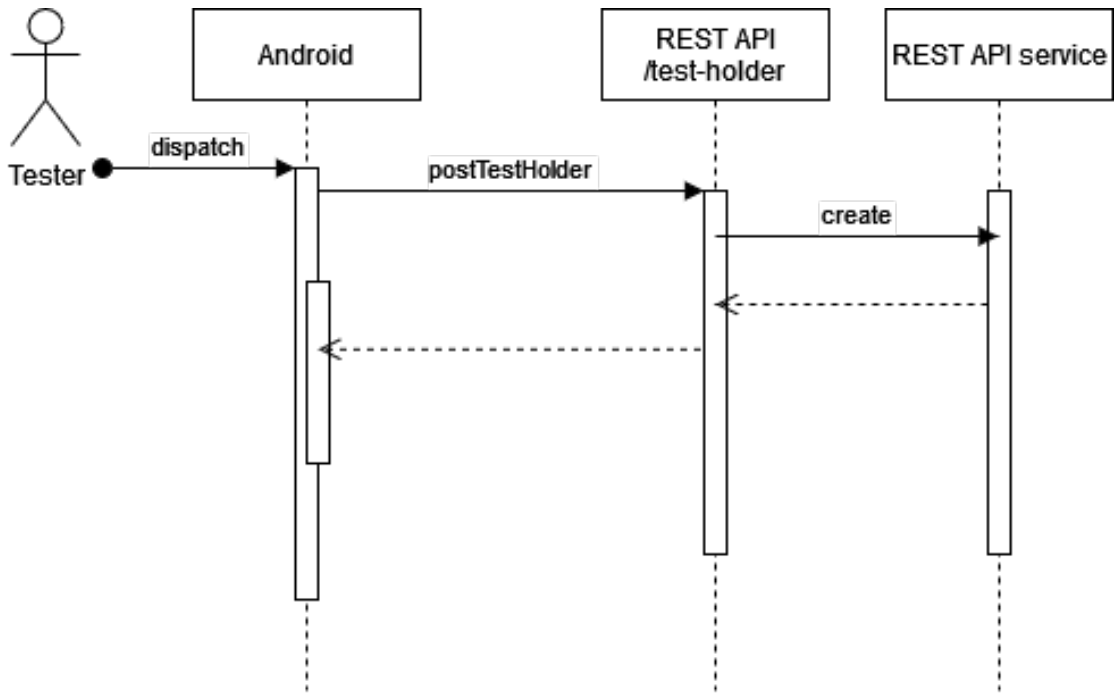 Android
REST API
/test-holder
REST API service
Tester
dispatch
postTestHolder
create